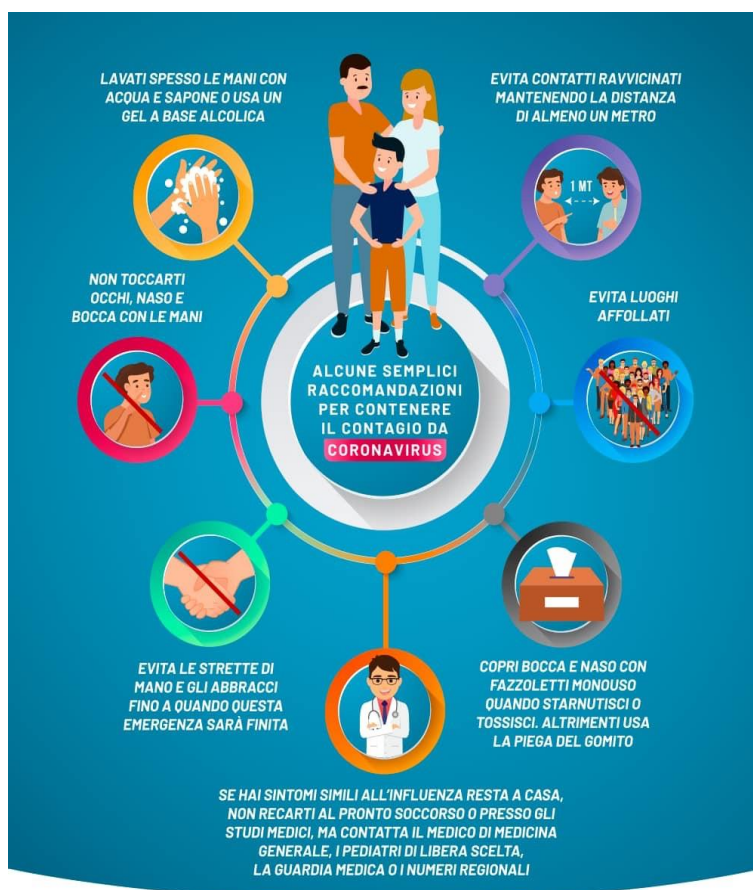 LAVATI SPESSO LE MANI CON
ACQUA E SAPONE O USA UN
GEL A BASE ALCOLICA
EVITA CONTATTI RAVVICINATI
MANTENENDO LA DISTANZA
DI ALMENO UN METRO
1 MT
NON TOCCARTI
OCCHI, NASO E
BOCCA CON LE MANI
EVITA LUOGHI
AFFOLLATI
ALCUNE SEMPLICI
RACCOMANDAZIONI
PER CONTENERE
IL CONTAGIO DA
CORONAVIRUS
EVITA LE STRETTE DI
MANO E GLI ABBRACCI
FINO A QUANDO QUESTA
EMERGENZA SARÀ FINITA
COPRI BOCCA E NASO CON
FAZZOLETTI MONOUSO
QUANDO STARNUTISCI O
TOSSISCI. ALTRIMENTI USA
LA PIEGA DEL GOMITO
SE HAI SINTOMI SIMILI ALL'INFLUENZA RESTA A CASA,
NON RECARTI AL PRONTO SOCCORSO O PRESSO GLI
STUDI MEDICI, MA CONTATTA IL MEDICO DI MEDICINA
GENERALE, I PEDIATRI DI LIBERA SCELTA,
LA GUARDIA MEDICA O I NUMERI REGIONALI